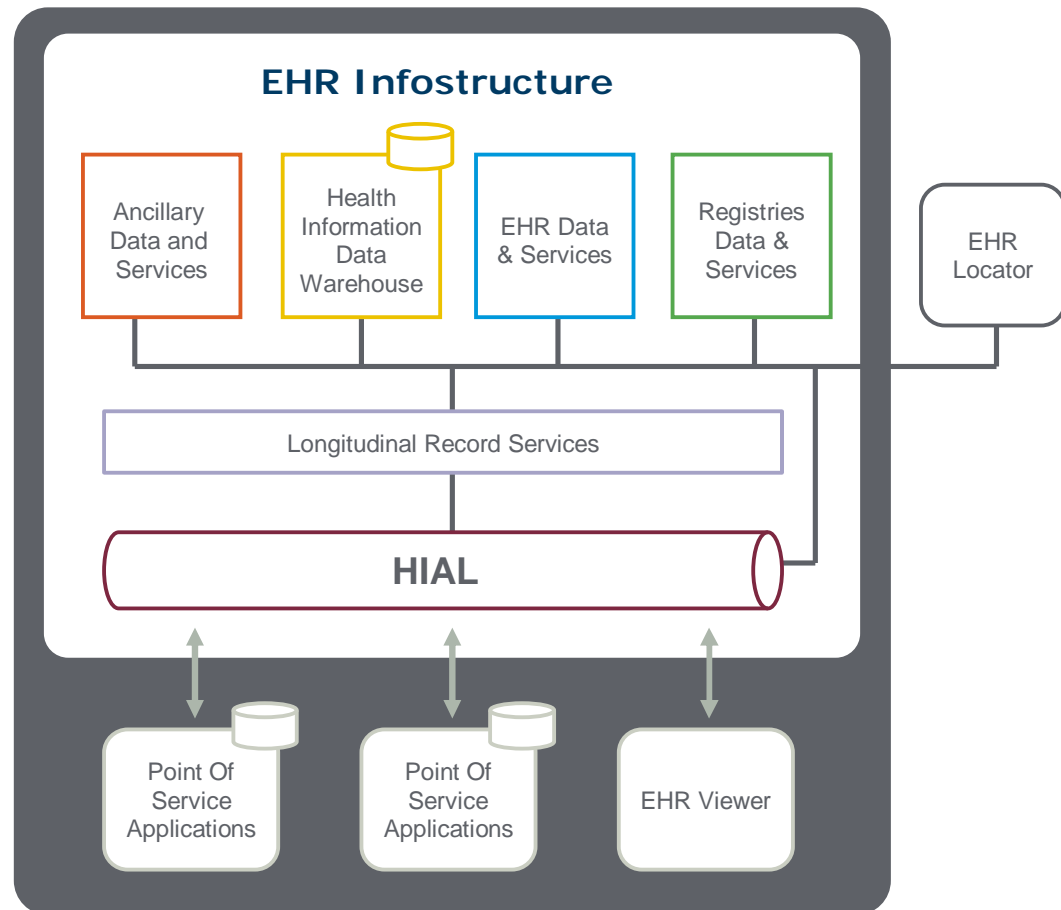 EHR Infostructure
Ancillary
Data and
Services
Health
Information
Data
Warehouse
EHR Data
& Services
Registries
Data &
Services
EHR
Locator
Longitudinal Record Services
HIAL
Point Of
Service
Applications
Point Of
Service
Applications
EHR Viewer